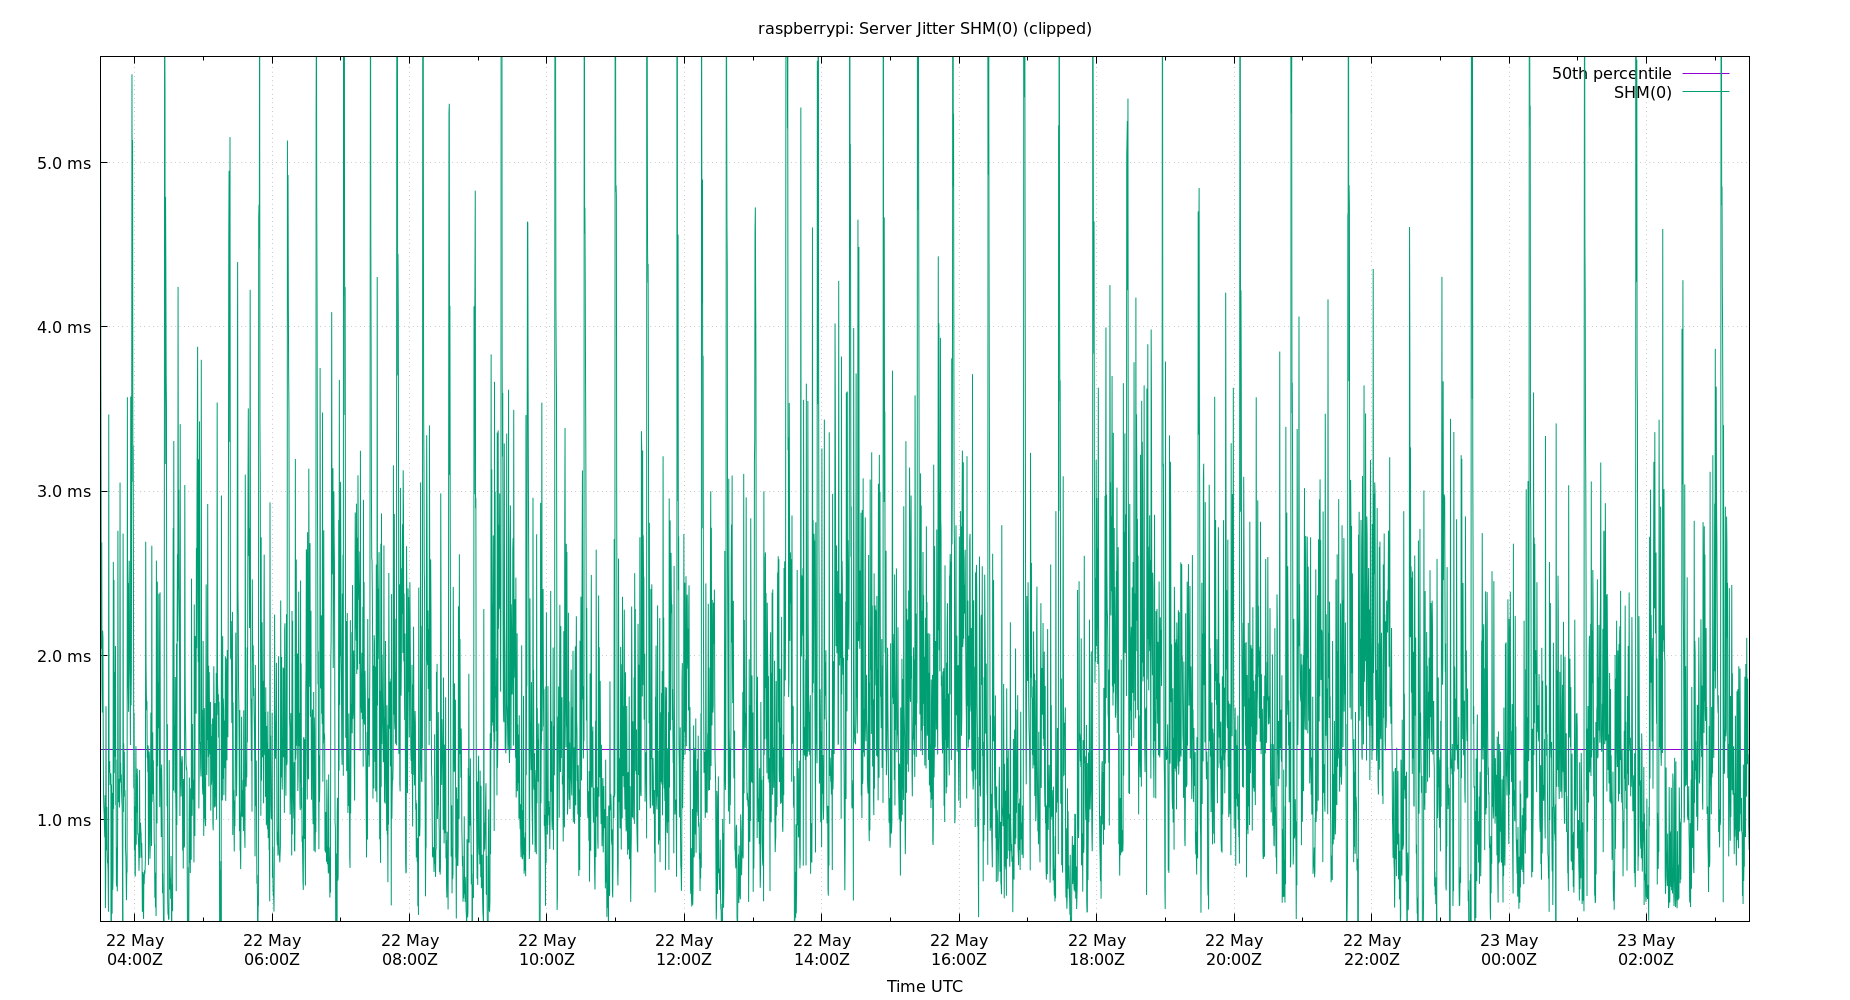 raspberrypi: Server Jitter SHM(0) (clipped)
50th percentile
SHM(0)
5.0 ms
4.0 ms
3.0 ms
2.0 ms
1.0 ms
22 May 22 May 22 May 22 May 22 May 22 May 22 May 22 May 22 May 22 May 23 May 23 May
04:00Z 06:00Z 08:00Z 10:00Z 12:00Z 14:00Z 16:00Z 18:00Z 20:00Z 22:00Z 00:00Z 02:00Z
Time UTC